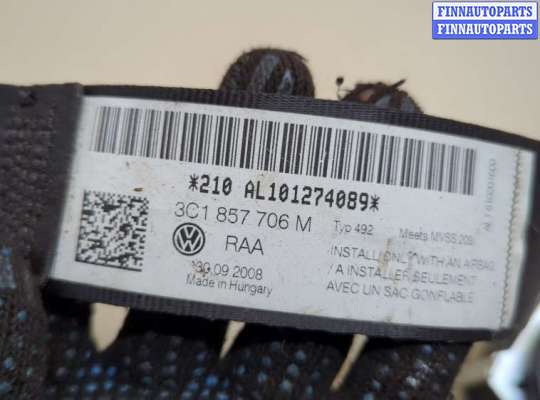 FINNAUTOPARTS
FINNAUTOPARTS
*210 AL101274089*
3C1 857 706 M
Typ 492
Meets MVSS 209
RAA
30.09.2008
Made in Hungary
INSTALL ONLY WITH AN AIRBAG
/ A INSTALLER SEULEMENT
AVEC UN SAC GONFLABLE